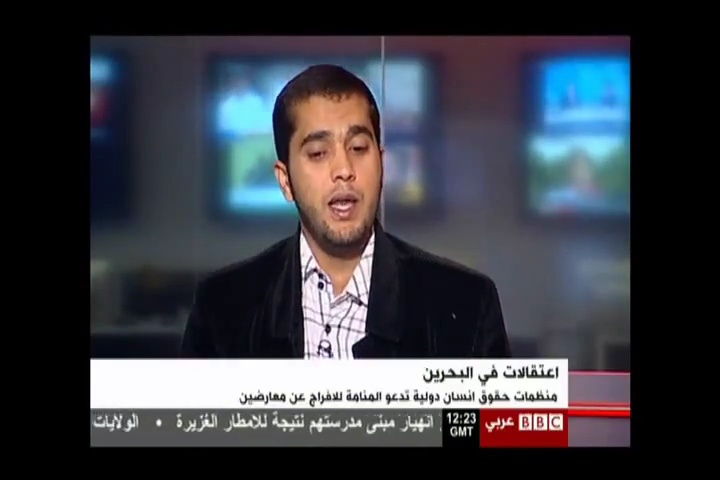 اعتقالات في البحرين
منظمات حقوق انسان دولية تدعو المنامة للافراج عن معارضين
انهيار مبنى مدرستهم نتيجة للامطار الغزيرة • الولايات
12:23
GMT
عربي BBC